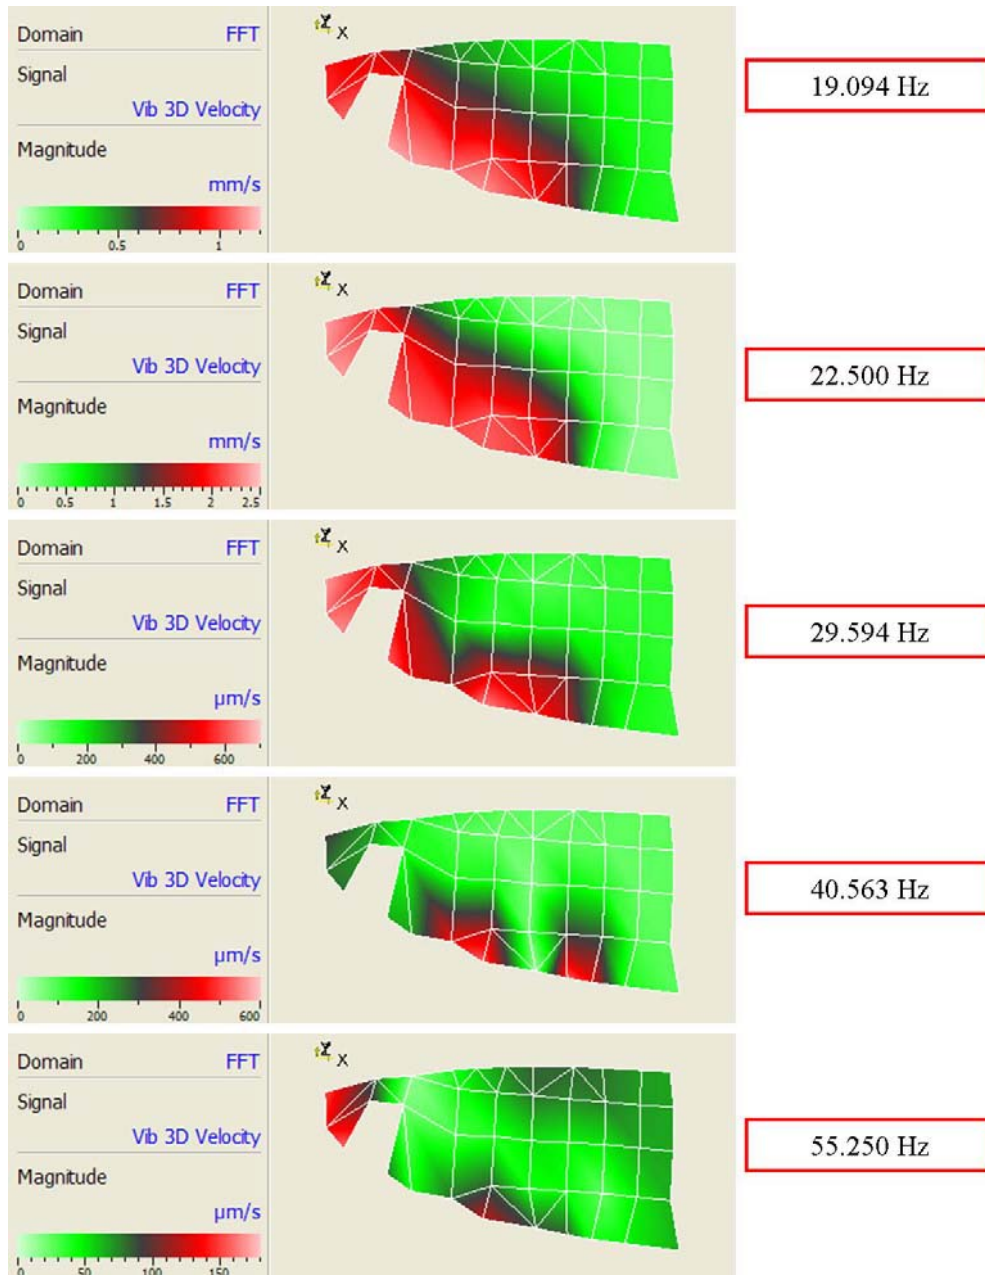 Domain FFT
Signal
Vib 3D Velocity
Magnitude
mm/s
0 0.5 1
Z X
19.094 Hz
Domain FFT
Signal
Vib 3D Velocity
Magnitude
mm/s
0 0.5 1 1.5 2 2.5
Z X
22.500 Hz
Domain FFT
Signal
Vib 3D Velocity
Magnitude
µm/s
0 200 400 600
Z X
29.594 Hz
Domain FFT
Signal
Vib 3D Velocity
Magnitude
µm/s
0 200 400 600
Z X
40.563 Hz
Domain FFT
Signal
Vib 3D Velocity
Magnitude
µm/s
0 50 100 150
Z X
55.250 Hz